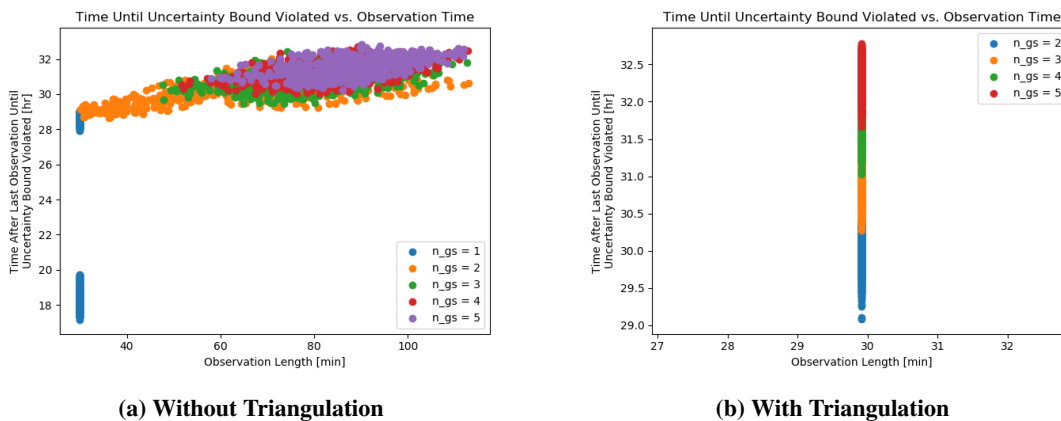 Time Until Uncertainty Bound Violated vs. Observation Time
Time After Last Observation Until
Uncertainty Bound Violated [hr]
32
30
28
26
24
22
20
18
n_gs = 1
n_gs = 2
n_gs = 3
n_gs = 4
n_gs = 5
40
60
80
100
Observation Length [min]
(a) Without Triangulation
Time Until Uncertainty Bound Violated vs. Observation Time
Time After Last Observation Until
Uncertainty Bound Violated [hr]
32.5
32.0
31.5
31.0
30.5
30.0
29.5
29.0
n_gs = 2
n_gs = 3
n_gs = 4
n_gs = 5
27
28
29
30
31
32
Observation Length [min]
(b) With Triangulation